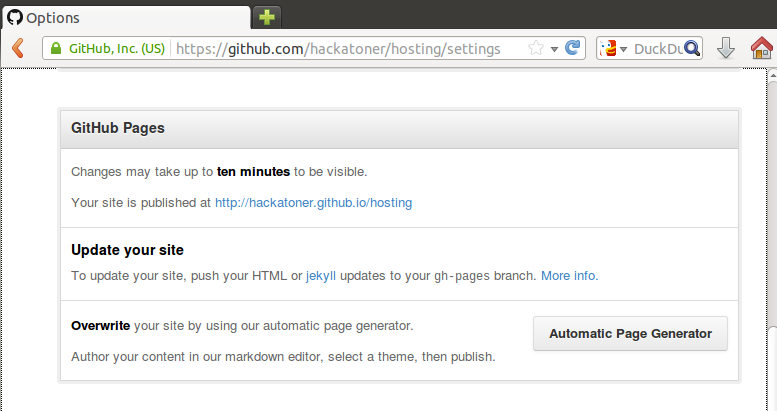 Options
GitHub, Inc. (US) https://github.com/hackatoner/hosting/settings DuckDu
GitHub Pages
Changes may take up to ten minutes to be visible.
Your site is published at http://hackatoner.github.io/hosting
Update your site
To update your site, push your HTML or jekyll updates to your gh-pages branch. More info.
Overwrite your site by using our automatic page generator.
Automatic Page Generator
Author your content in our markdown editor, select a theme, then publish.